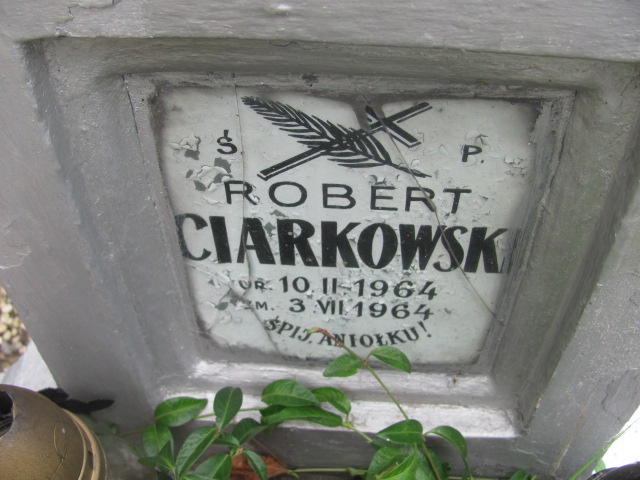 Ś P.
ROBERT
CIARKOWSKI
UR. 10.II.1964
ZM. 3.VII.1964
ŚPIJ, ANIOŁKU!